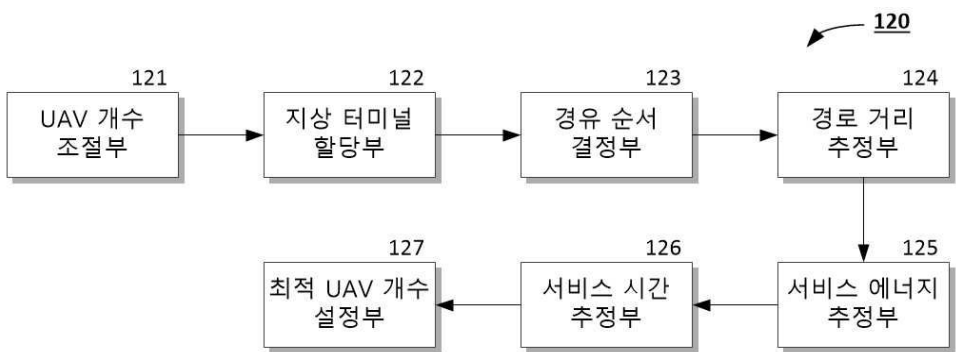 120
121
UAV 개수
조절부
122
지상 터미널
할당부
123
경유 순서
결정부
124
경로 거리
추정부
127
최적 UAV 개수
설정부
126
서비스 시간
추정부
125
서비스 에너지
추정부